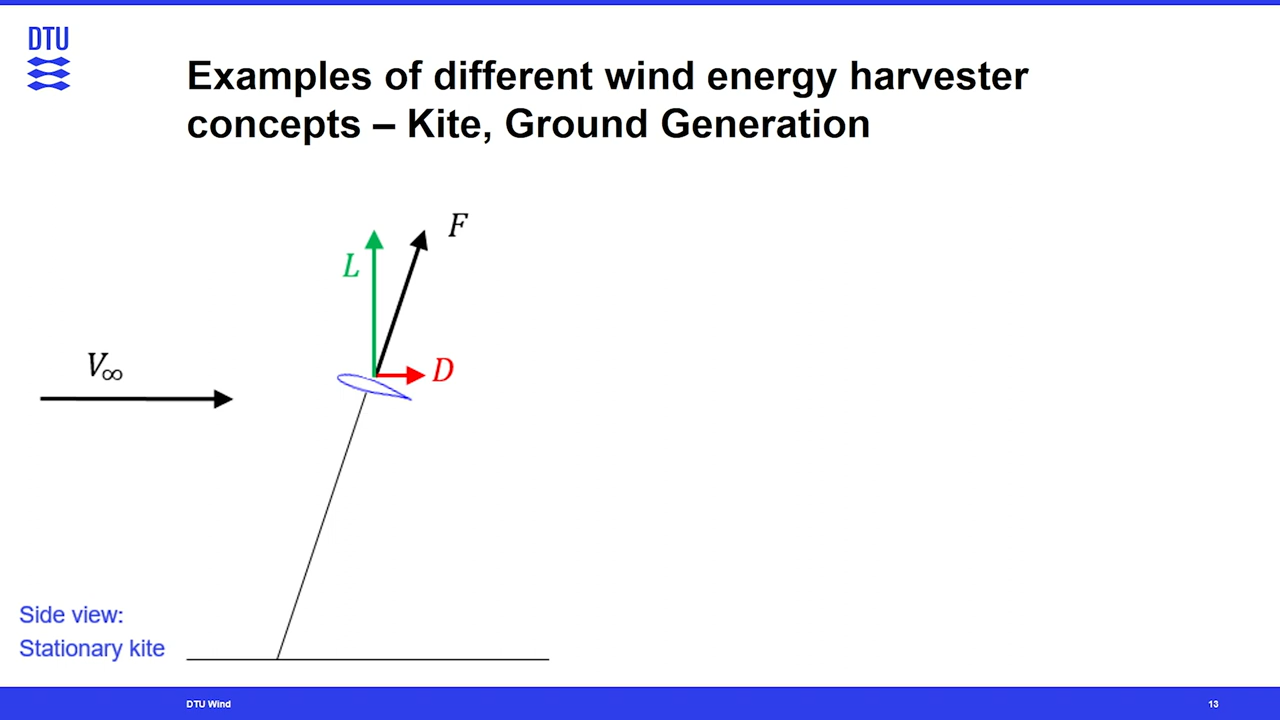 DTU
Examples of different wind energy harvester
concepts – Kite, Ground Generation
F
L
V∞
D
Side view:
Stationary kite
DTU Wind
13